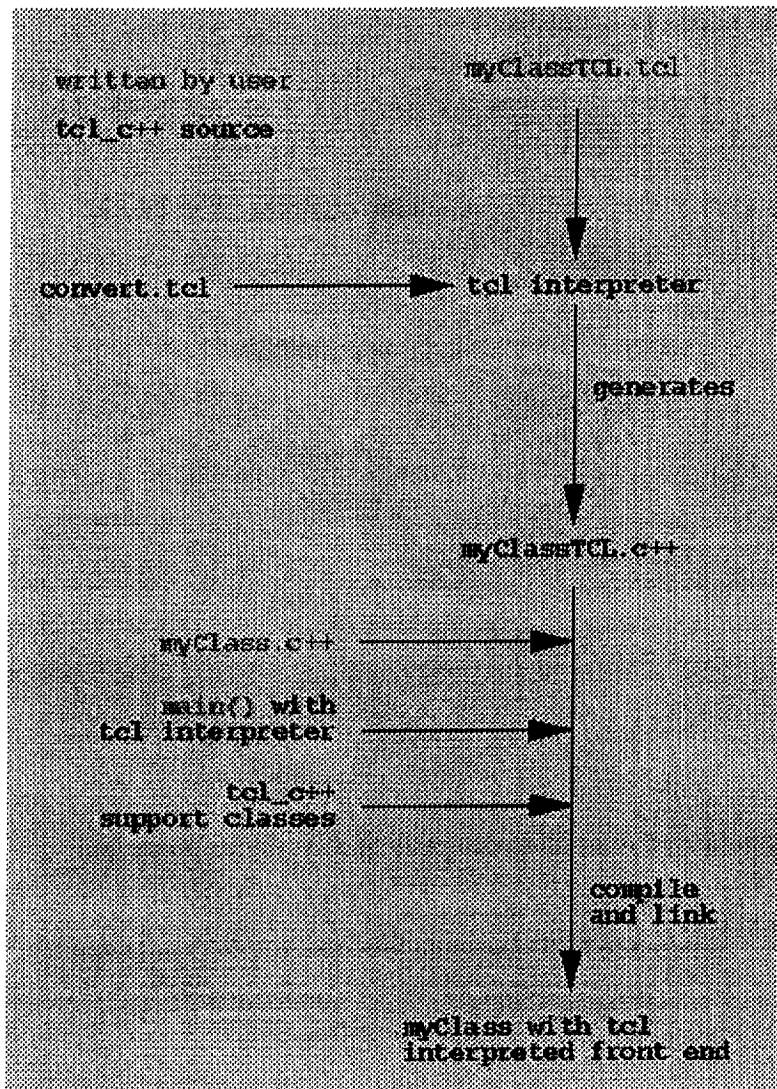 written by user
tcl_c++ source
myClassTCL.tcl
convert.tcl
tcl interpreter
generates
myClassTCL.c++
myClass.c++
main() with
tcl interpreter
tcl_c++
support classes
compile
and link
myClass with tcl
interpreted front end